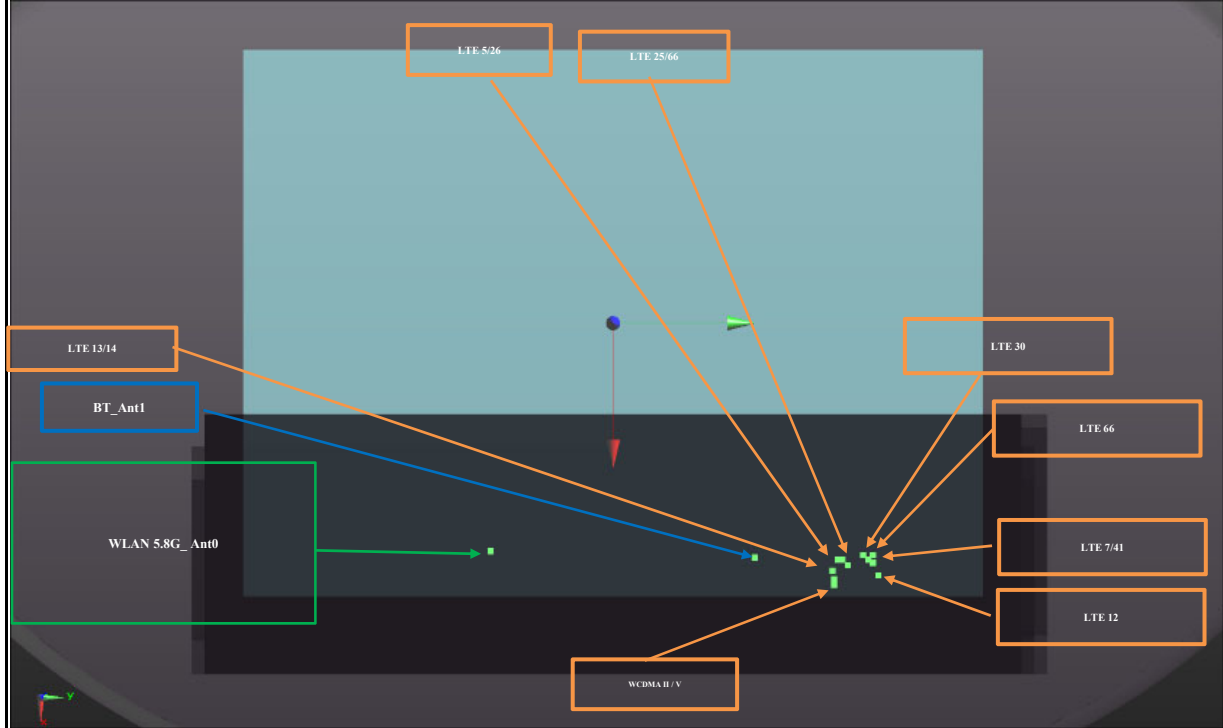 LTE 5/26
LTE 25/66
LTE 13/14
LTE 30
BT_Ant1
LTE 66
WLAN 5.8G_ Ant0
LTE 7/41
LTE 12
WCDMA II / V
Y